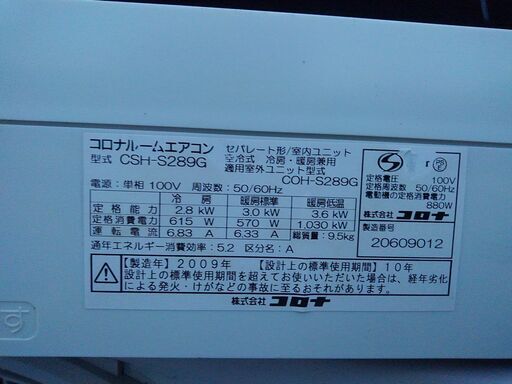 コロナルームエアコン セパレート形/室内ユニット
型式 CSH-S289G 空冷式 冷房・暖房兼用
適用室外ユニット型式
COH-S289G
電源:単相 100V 周波数:50/60Hz
冷 房 暖房標準 暖房低温
定格能力 2.8 kW 3.0 kW 3.6 kW
定格消費電力 615 W 570 W 1,030 kW
運転電流 6.83 A 6.33 A 総質量:9.5kg
通年エネルギー消費効率:5.2 区分名:A
定格電圧 100V
定格周波数 50/60Hz
電動機の定格消費電力
880W
株式会社 コロナ
製造番号
20609012
【製造年】2009年 【設計上の標準使用期間】10年
設計上の標準使用期間を超えてお使いいただいた場合は、経年劣化
による発火・けがなどの事故に至るおそれがあります。
株式会社 コロナ
す